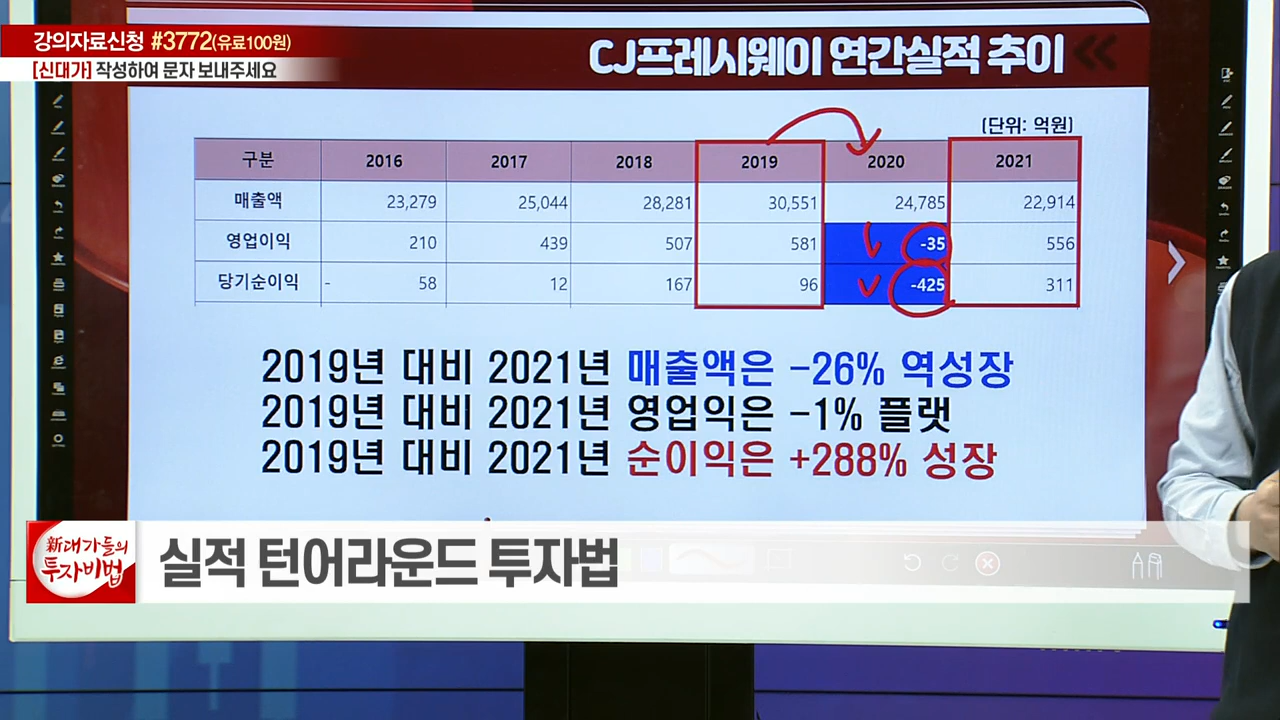 강의자료신청 #3772(유료100원)
[신대가] 작성하여 문자 보내주세요
CJ프레시웨이 연간실적 추이
(단위: 억원)
구분 2016 2017 2018 2019 2020 2021
매출액 23,279 25,044 28,281 30,551 24,785 22,914
영업이익 210 439 507 581 -35 556
당기순이익 - 58 12 167 96 -425 311
2019년 대비 2021년 매출액은 -26% 역성장
2019년 대비 2021년 영업익은 -1% 플랫
2019년 대비 2021년 순이익은 +288% 성장
新대가들의
투자비법
실적 턴어라운드 투자법